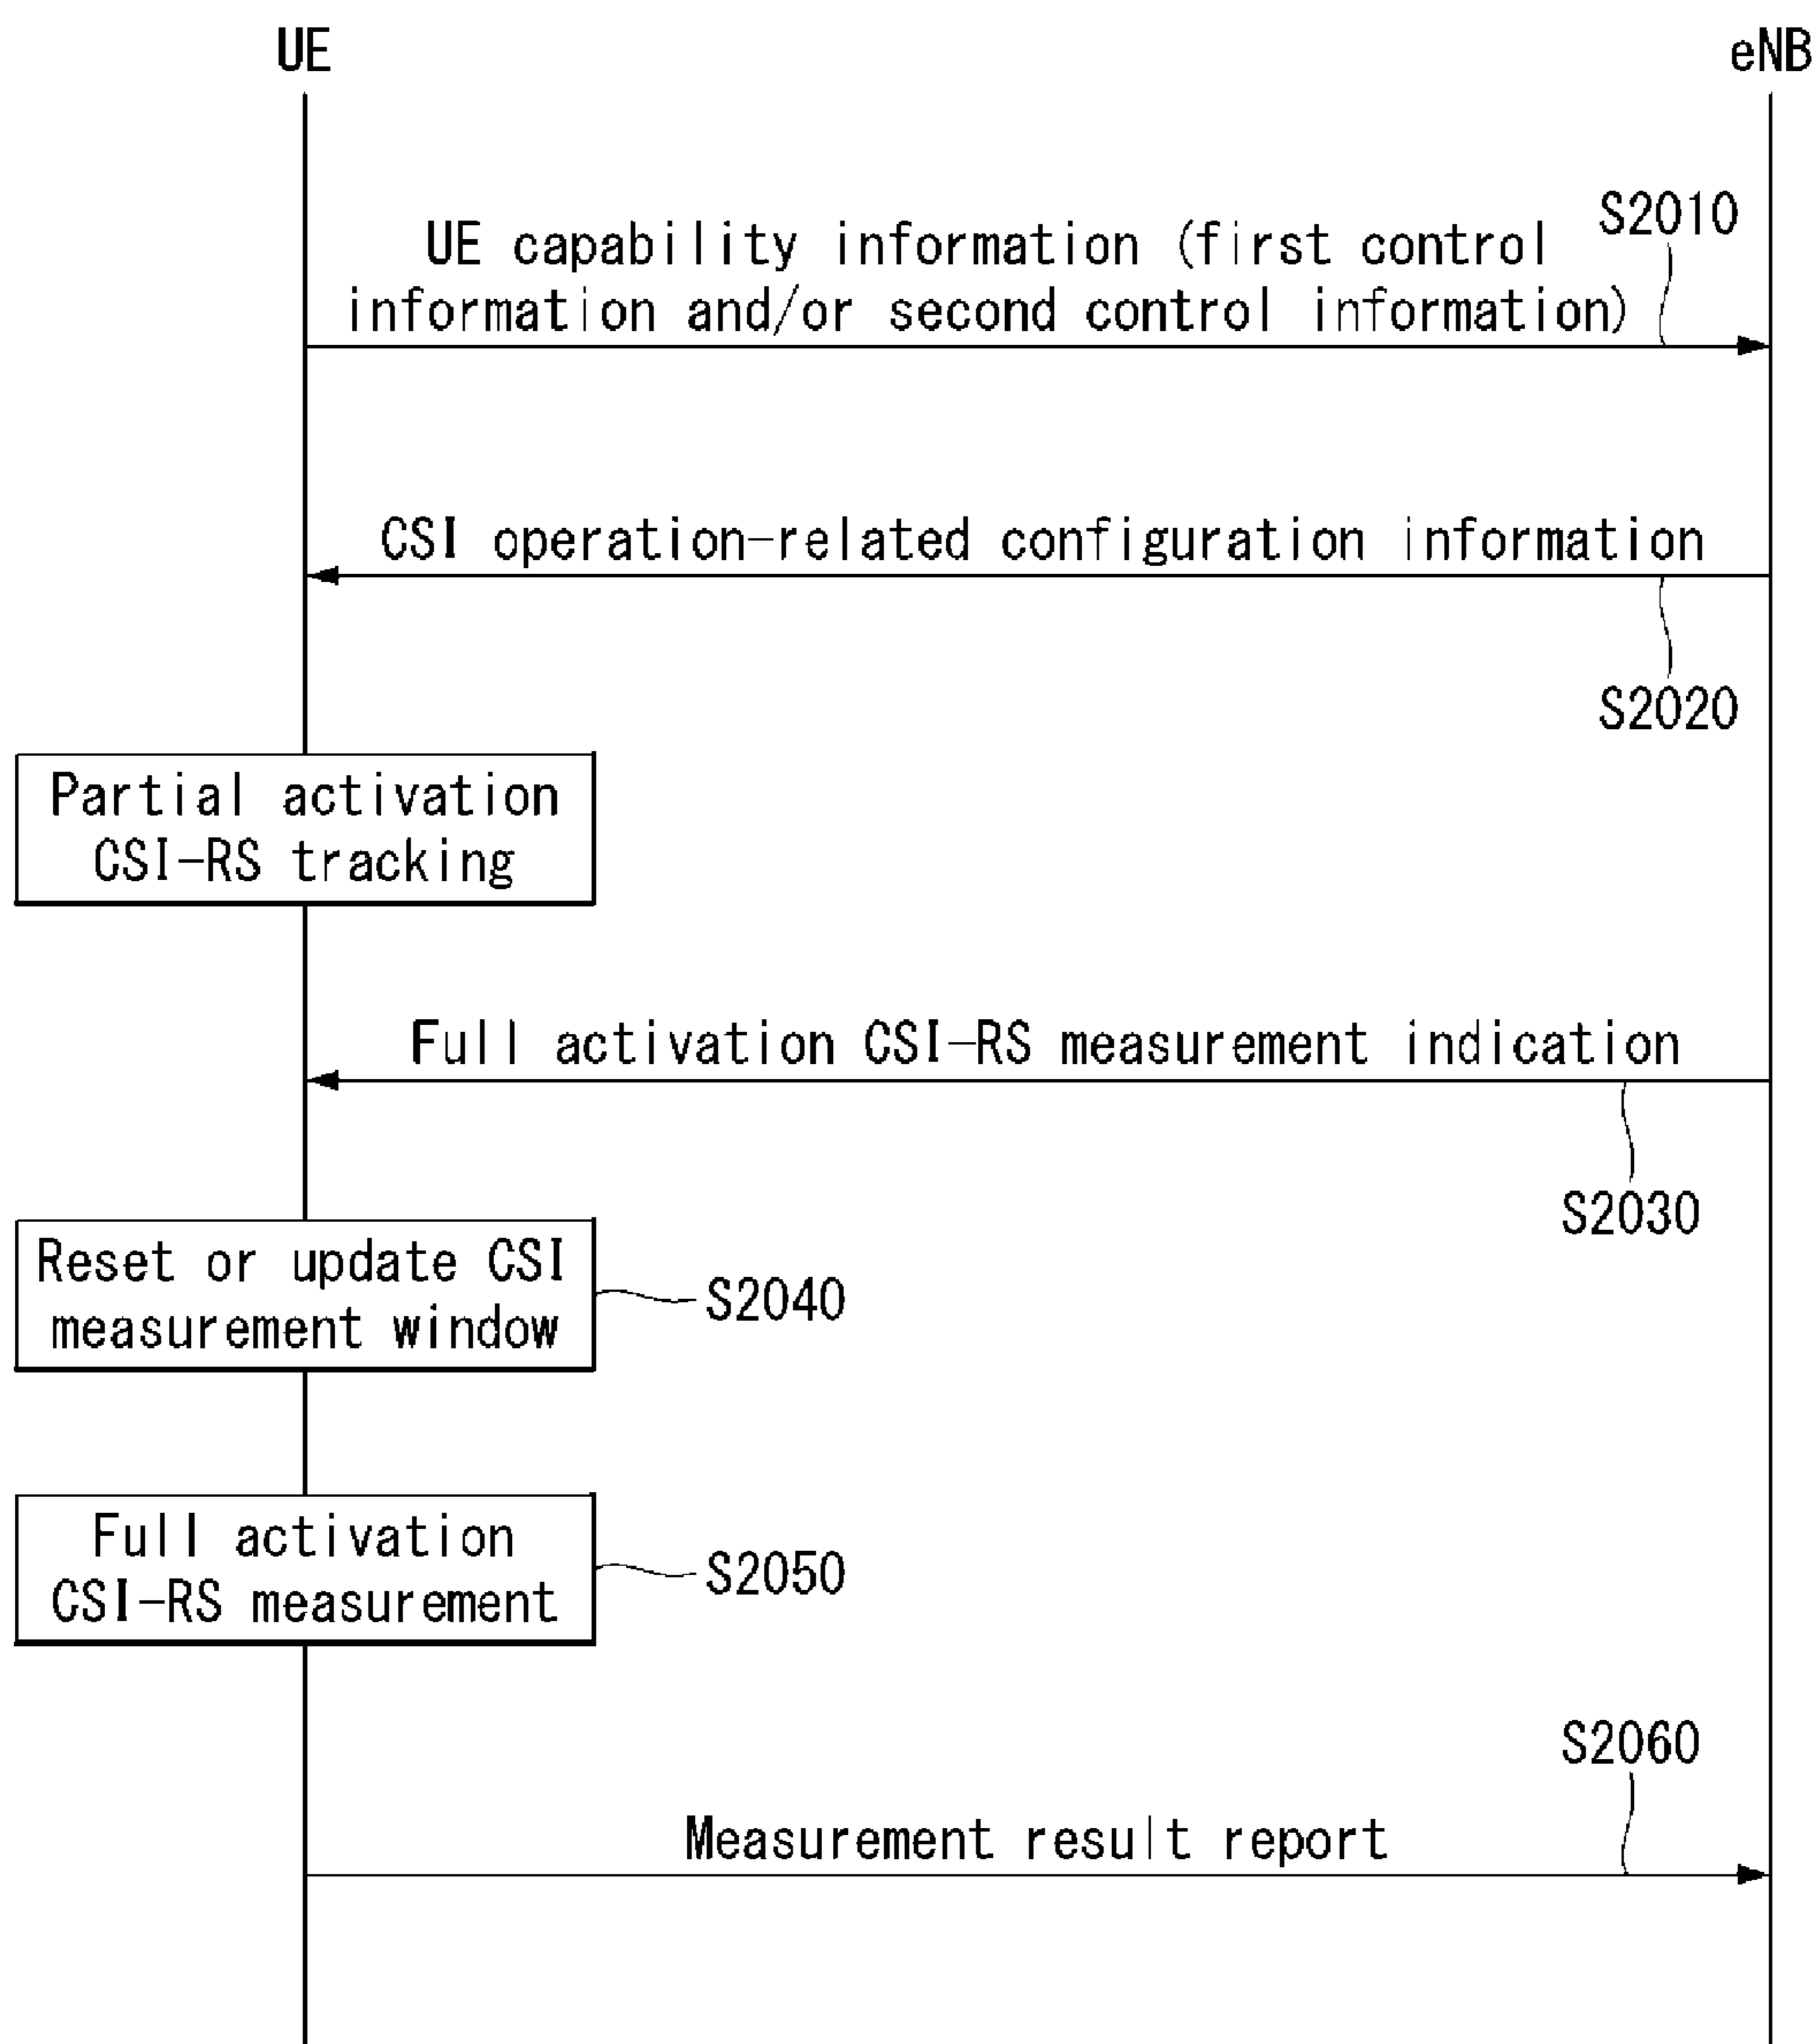 UE
eNB
S2010
UE capability information (first control
information and/or second control information)
CSI operation-related configuration information
S2020
Partial activation
CSI-RS tracking
Full activation CSI-RS measurement indication
S2030
Reset or update CSI
measurement window
S2040
Full activation
CSI-RS measurement
S2050
S2060
Measurement result report